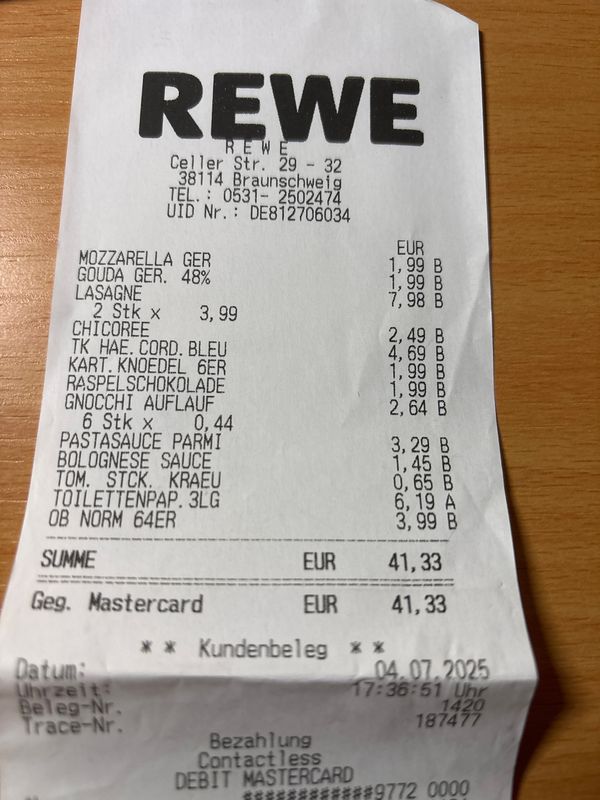 REWE
R E W E
Celler Str. 29 - 32
38114 Braunschweig
TEL.: 0531- 2502474
UID Nr.: DE812706034
EUR
MOZZARELLA GER 1,99 B
GOUDA GER. 48% 1,99 B
LASAGNE 7,98 B
2 Stk x 3,99
CHICOREE 2,49 B
TK HAE.CORD.BLEU 4,69 B
KART.KNOEDEL 6ER 1,99 B
RASPELSCHOKOLADE 1,99 B
GNOCCHI AUFLAUF 2,64 B
6 Stk x 0,44
PASTASAUCE PARMI 3,29 B
BOLOGNESE SAUCE 1,45 B
TOM. STCK. KRAEU 0,65 B
TOILETTENPAP.3LG 6,19 A
OB NORM 64ER 3,99 B
SUMME EUR 41,33
Geg. Mastercard EUR 41,33
* * Kundenbeleg * *
Datum: 04.07.2025
Uhrzeit: 17:36:51 Uhr
Beleg-Nr. 1420
Trace-Nr. 187477
Bezahlung
Contactless
DEBIT MASTERCARD
############9772 0000